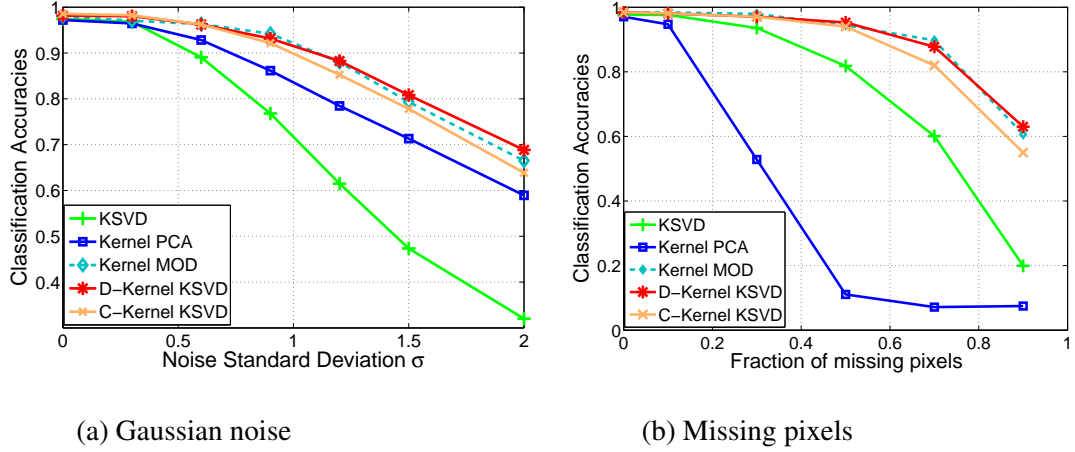 Classification Accuracies
1
0.9
0.8
0.7
0.6
0.5
0.4
KSVD
Kernel PCA
Kernel MOD
D-Kernel KSVD
C-Kernel KSVD
0
0.5
1
1.5
2
Noise Standard Deviation σ
(a) Gaussian noise
Classification Accuracies
1
0.8
0.6
0.4
0.2
0
KSVD
Kernel PCA
Kernel MOD
D-Kernel KSVD
C-Kernel KSVD
0
0.2
0.4
0.6
0.8
1
Fraction of missing pixels
(b) Missing pixels